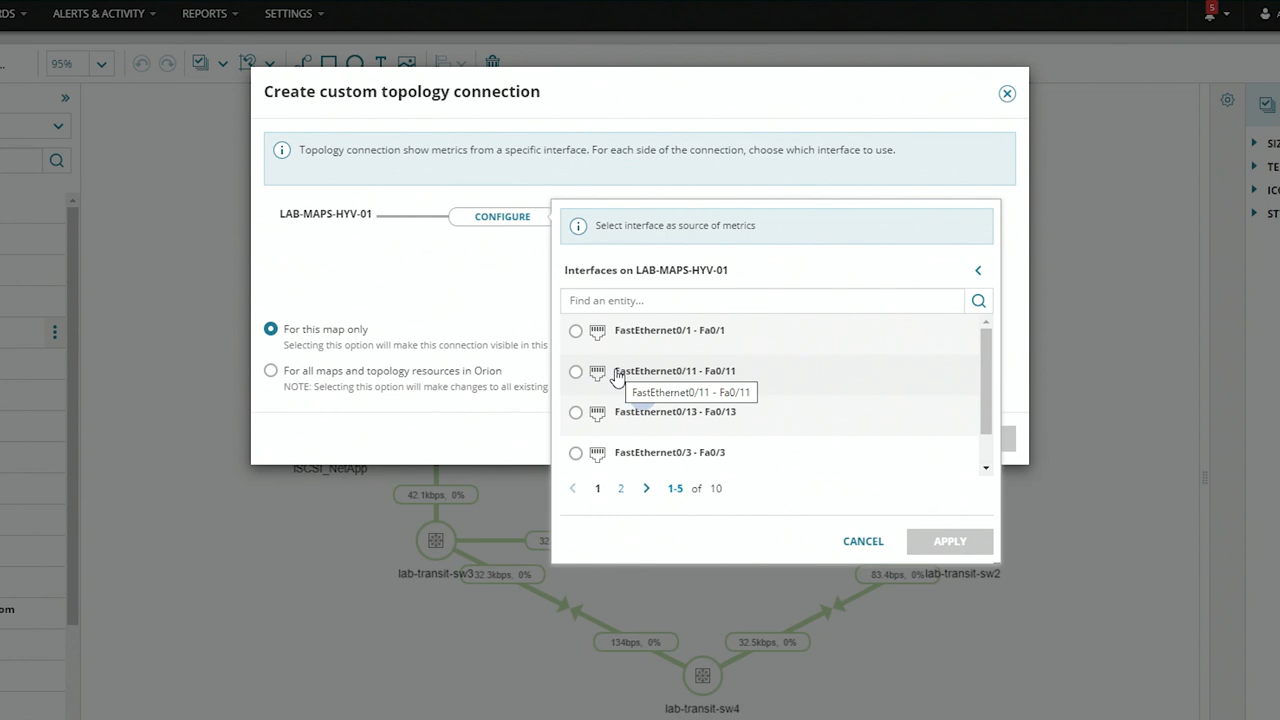 RDS
ALERTS & ACTIVITY
REPORTS
SETTINGS
5
...
95%
T
Create custom topology connection
Topology connection show metrics from a specific interface. For each side of the connection, choose which interface to use.
LAB-MAPS-HYV-01
CONFIGURE
Select interface as source of metrics
Interfaces on LAB-MAPS-HYV-01
Find an entity...
FastEthernet0/1 - Fa0/1
FastEthernet0/11 - Fa0/11
FastEthernet0/11 - Fa0/11
FastEthernet0/13 - Fa0/13
FastEthernet0/3 - Fa0/3
1 2 1-5 of 10
CANCEL
APPLY
For this map only
Selecting this option will make this connection visible in this
For all maps and topology resources in Orion
NOTE: Selecting this option will make changes to all existing
SIZ
TE
ICO
ST
iSCSI_NetApp
42.1kbps, 0%
32
lab-transit-sw3
32.3kbps, 0%
83.4bps, 0%
lab-transit-sw2
om
134bps, 0%
32.5kbps, 0%
lab-transit-sw4